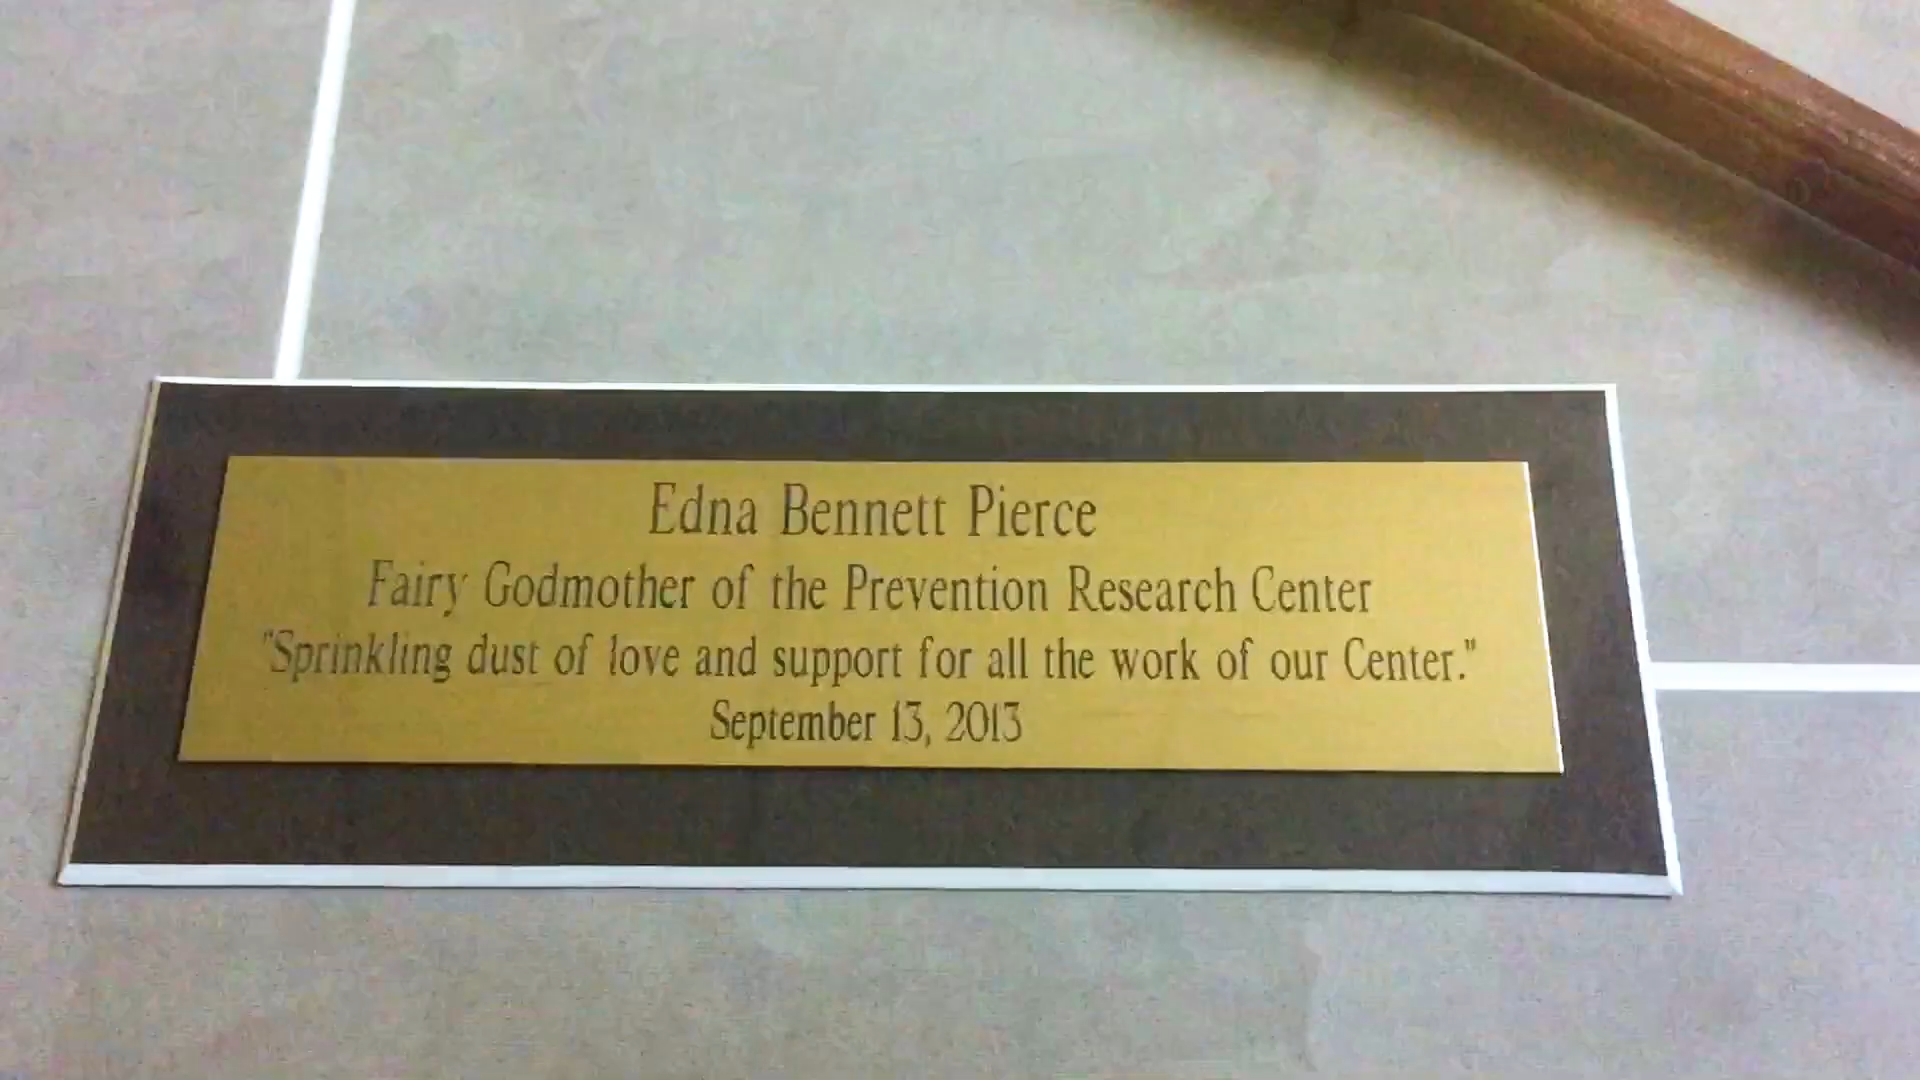 Edna Bennett Pierce
Fairy Godmother of the Prevention Research Center
"Sprinkling dust of love and support for all the work of our Center."
September 13, 2013